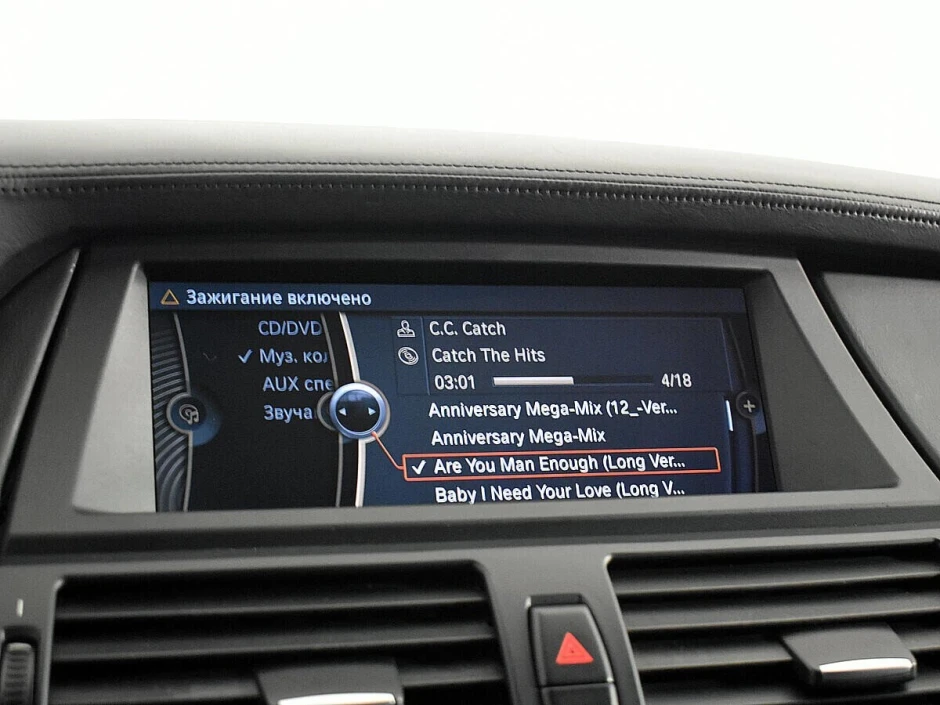 Зажигание включено
CD/DVD
Муз. кол
AUX спе
Звуча
C.C. Catch
Catch The Hits
03:01 4/18
Anniversary Mega-Mix (12_-Ver...
Anniversary Mega-Mix
Are You Man Enough (Long Ver...
Baby I Need Your Love (Long V...